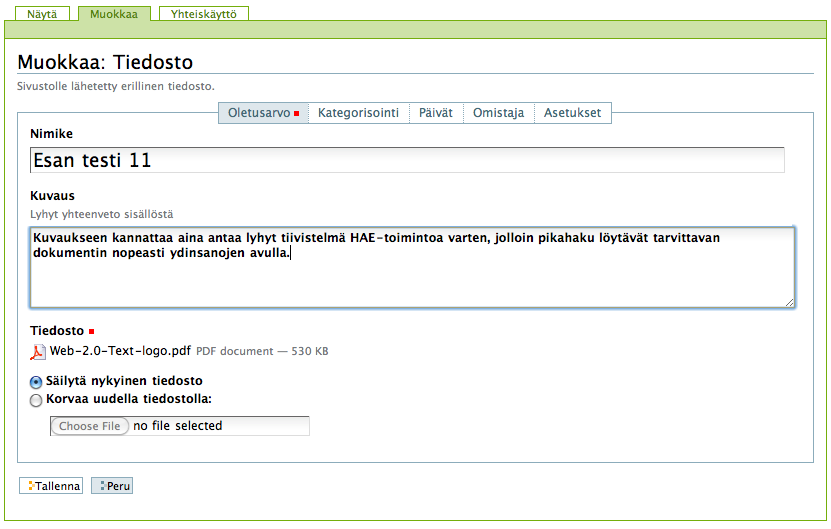 Näytä Muokkaa Yhteiskäyttö
Muokkaa: Tiedosto
Sivustolle lähetetty erillinen tiedosto.
Oletusarvo Kategorisointi Päivät Omistaja Asetukset
Nimike
Esan testi 11
Kuvaus
Lyhyt yhteenveto sisällöstä
Kuvaukseen kannattaa aina antaa lyhyt tiivistelmä HAE-toimintoa varten, jolloin pikahaku löytävät tarvittavan
dokumentin nopeasti ydinsanojen avulla.
Tiedosto
Web-2.0-Text-logo.pdf PDF document — 530 KB
Säilytä nykyinen tiedosto
Korvaa uudella tiedostolla:
Choose File no file selected
Tallenna Peru